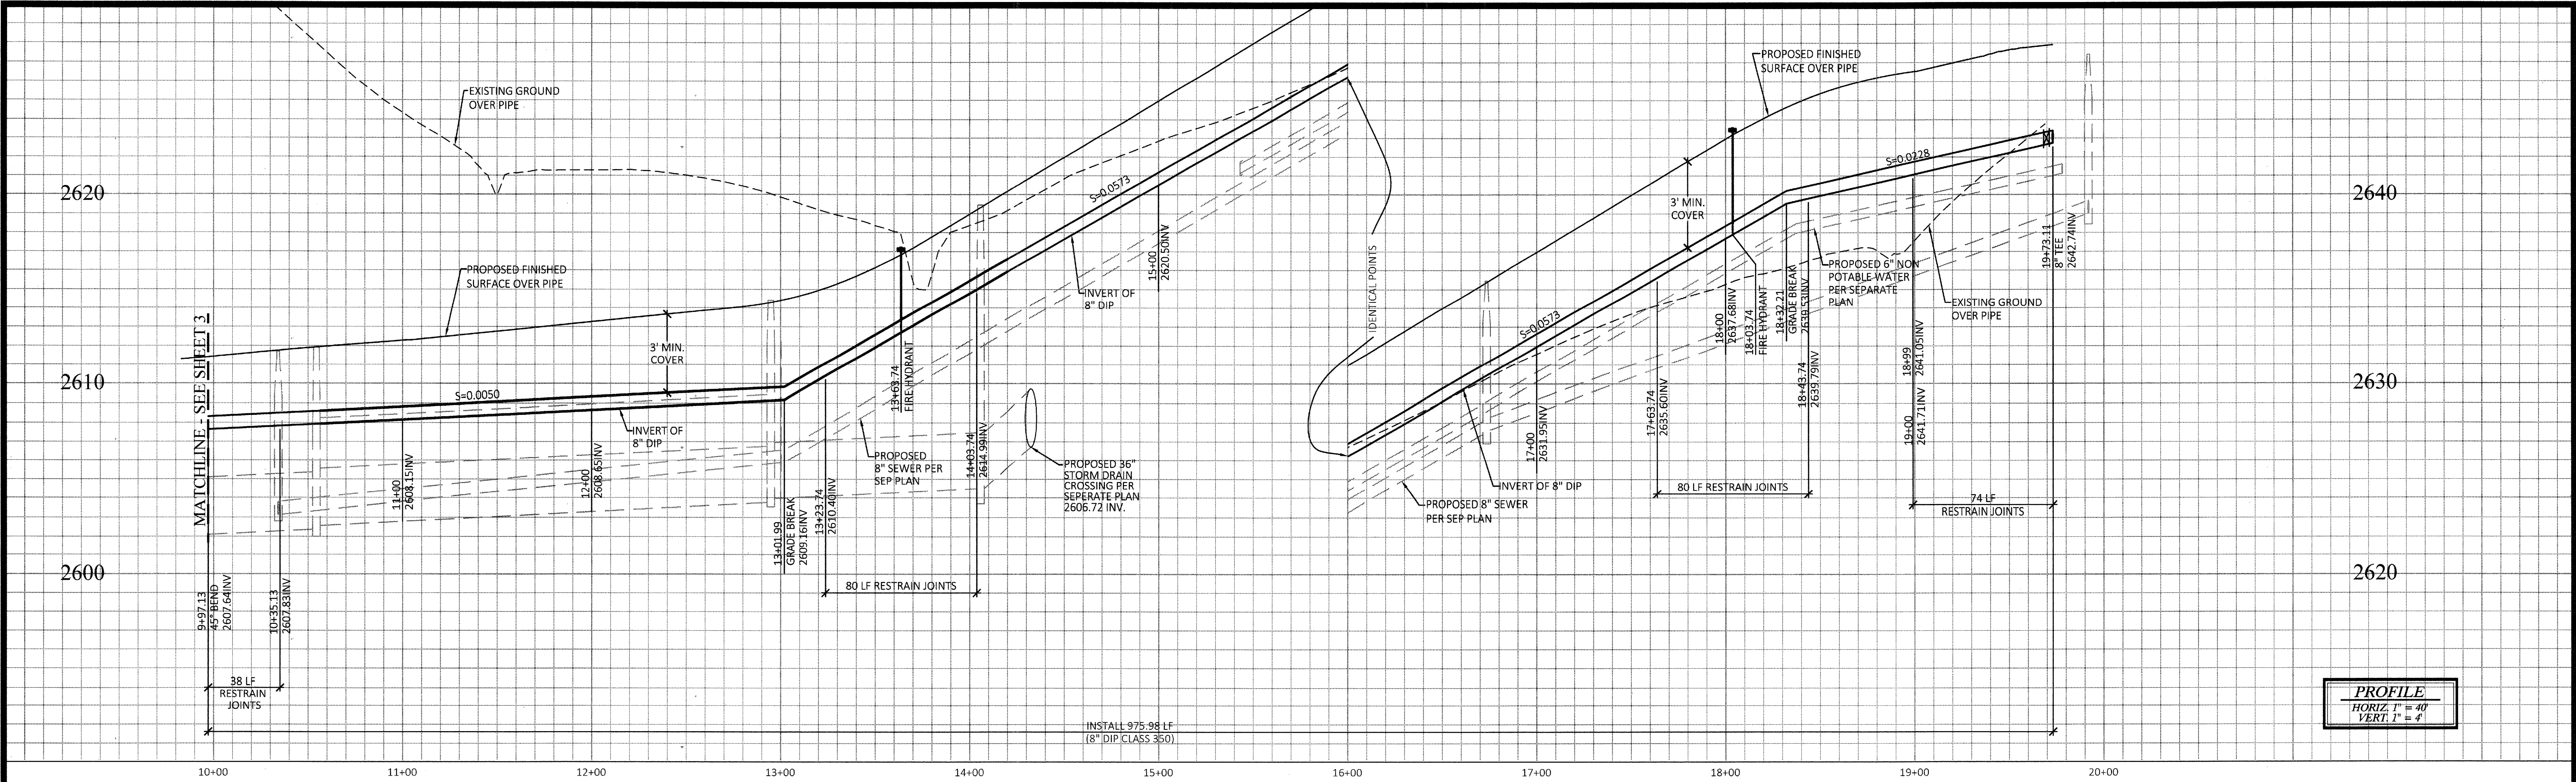 EXISTING GROUND
OVER PIPE
PROPOSED FINISHED
SURFACE OVER PIPE
2620
2640
S=0.0573
S=0.0228
3' MIN.
COVER
15+00
2620.50INV
INVERT OF
8" DIP
IDENTICAL POINTS
PROPOSED FINISHED
SURFACE OVER PIPE
19+73.11
8" TEE
2642.74INV
PROPOSED 6" NON
POTABLE WATER
PER SEPARATE
PLAN
EXISTING GROUND
OVER PIPE
18+00
2637.68INV
18+03.74
FIRE HYDRANT
18+32.21
GRADE BREAK
2639.53INV
S=0.0573
MATCHLINE - SEE SHEET 3
3' MIN.
COVER
2610
2630
S=0.0050
13+63.74
FIRE HYDRANT
17+63.74
2635.60INV
18+43.74
2639.79INV
18+99
2641.05INV
19+00
2641.71INV
INVERT OF
8" DIP
11+00
2608.15INV
12+00
2608.65INV
PROPOSED
8" SEWER PER
SEP PLAN
14+03.74
2614.99INV
PROPOSED 36"
STORM DRAIN
CROSSING PER
SEPERATE PLAN
2606.72 INV.
17+00
2631.95INV
INVERT OF 8" DIP
80 LF RESTRAIN JOINTS
PROPOSED 8" SEWER
PER SEP PLAN
74 LF
RESTRAIN JOINTS
13+01.99
GRADE BREAK
2609.16INV
13+23.74
2610.40INV
2600
2620
80 LF RESTRAIN JOINTS
9+97.13
45° BEND
2607.64INV
10+35.13
2607.83INV
38 LF
RESTRAIN
JOINTS
INSTALL 975.98 LF
(8" DIP CLASS 350)
PROFILE
HORIZ. 1" = 40'
VERT. 1" = 4'
10+00
11+00
12+00
13+00
14+00
15+00
16+00
17+00
18+00
19+00
20+00